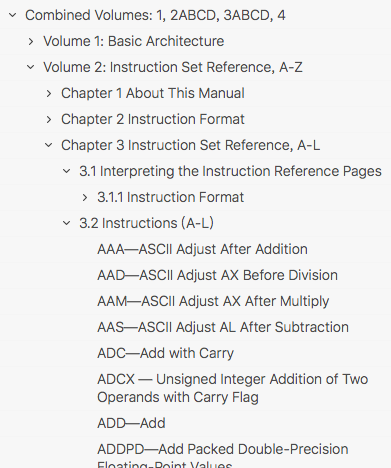 Combined Volumes: 1, 2ABCD, 3ABCD, 4
Volume 1: Basic Architecture
Volume 2: Instruction Set Reference, A-Z
Chapter 1 About This Manual
Chapter 2 Instruction Format
Chapter 3 Instruction Set Reference, A-L
3.1 Interpreting the Instruction Reference Pages
3.1.1 Instruction Format
3.2 Instructions (A-L)
AAA—ASCII Adjust After Addition
AAD—ASCII Adjust AX Before Division
AAM—ASCII Adjust AX After Multiply
AAS—ASCII Adjust AL After Subtraction
ADC—Add with Carry
ADCX — Unsigned Integer Addition of Two
Operands with Carry Flag
ADD—Add
ADDPD—Add Packed Double-Precision
Floating-Point Values